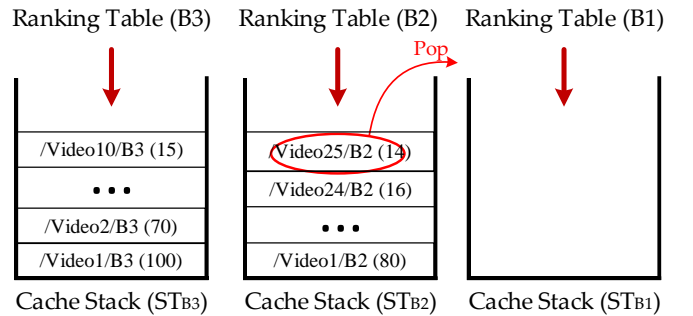 Ranking Table (B3)
Ranking Table (B2)
Ranking Table (B1)
Pop
/Video10/B3 (15)
...
/Video2/B3 (70)
/Video1/B3 (100)
/Video25/B2 (14)
/Video24/B2 (16)
...
/Video1/B2 (80)
Cache Stack (STB3)
Cache Stack (STB2)
Cache Stack (STB1)